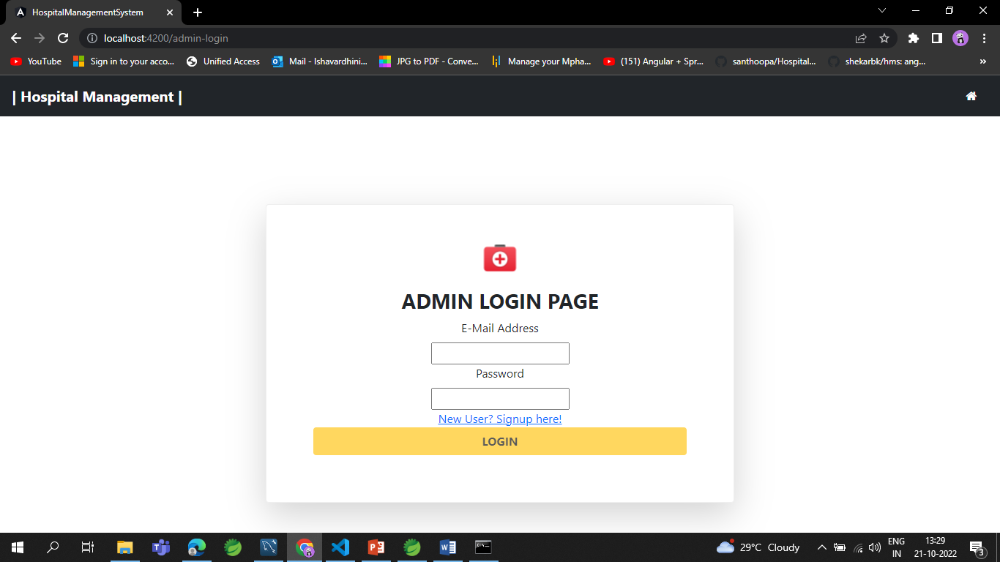 HospitalManagementSystem
localhost:4200/admin-login
YouTube
Sign in to your acco...
Unified Access
Mail - Ishavardhini...
JPG to PDF - Conve...
Manage your Mpha...
(151) Angular + Spr...
santhoopa/Hospital...
shekarbk/hms: ang...
»
| Hospital Management |
ADMIN LOGIN PAGE
E-Mail Address
Password
New User? Signup here!
LOGIN
29°C Cloudy
ENG
IN
13:29
21-10-2022
3